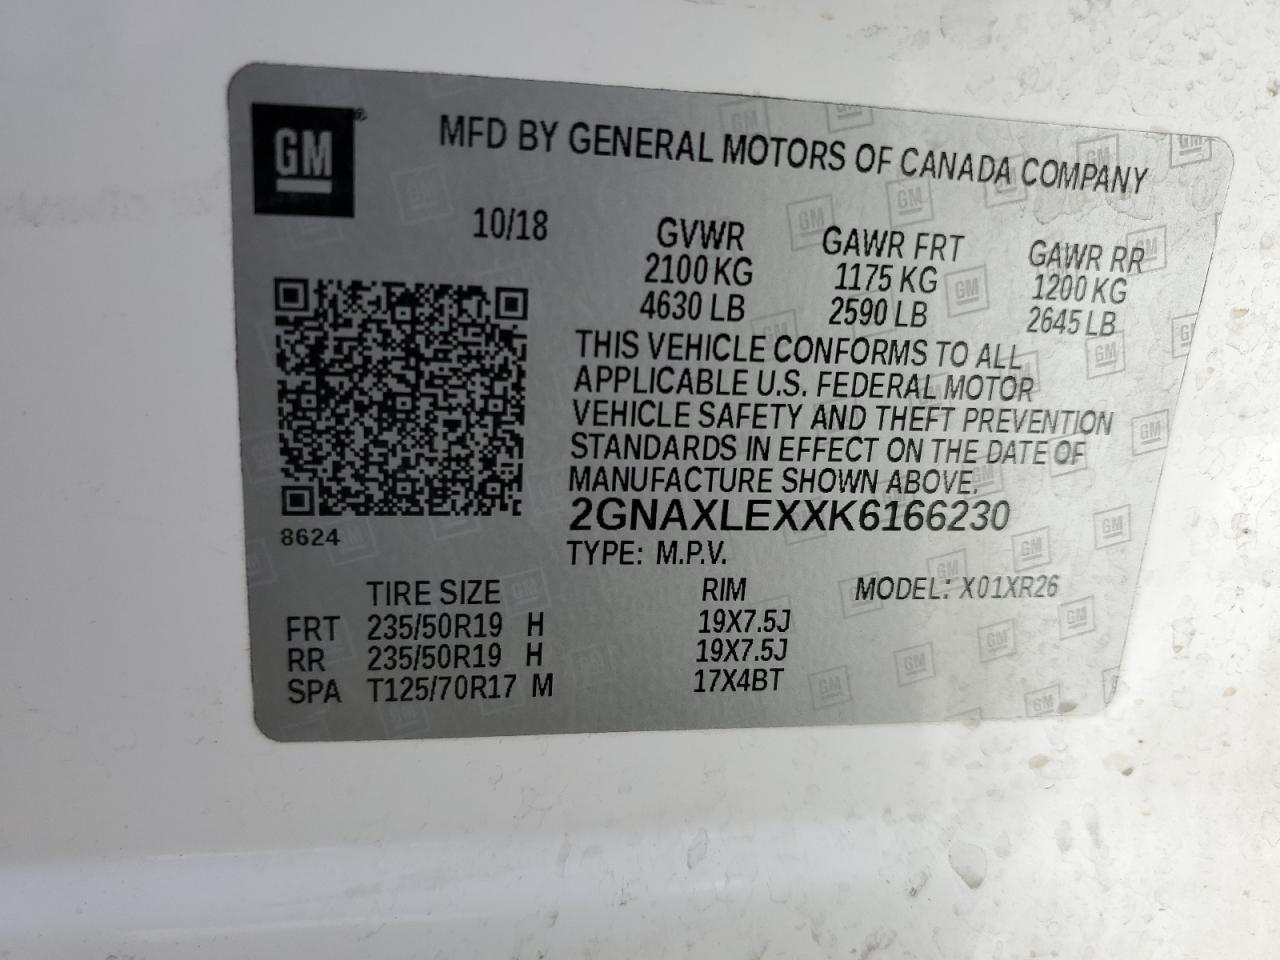 GM®
MFD BY GENERAL MOTORS OF CANADA COMPANY
10/18 GVWR GAWR FRT GAWR RR
2100 KG 1175 KG 1200 KG
4630 LB 2590 LB 2645 LB
THIS VEHICLE CONFORMS TO ALL
APPLICABLE U.S. FEDERAL MOTOR
VEHICLE SAFETY AND THEFT PREVENTION
STANDARDS IN EFFECT ON THE DATE OF
MANUFACTURE SHOWN ABOVE.
2GNAXLEXXK6166230
8624
TYPE: M.P.V.
TIRE SIZE RIM MODEL: X01XR26
FRT 235/50R19 H 19X7.5J
RR 235/50R19 H 19X7.5J
SPA T125/70R17 M 17X4BT